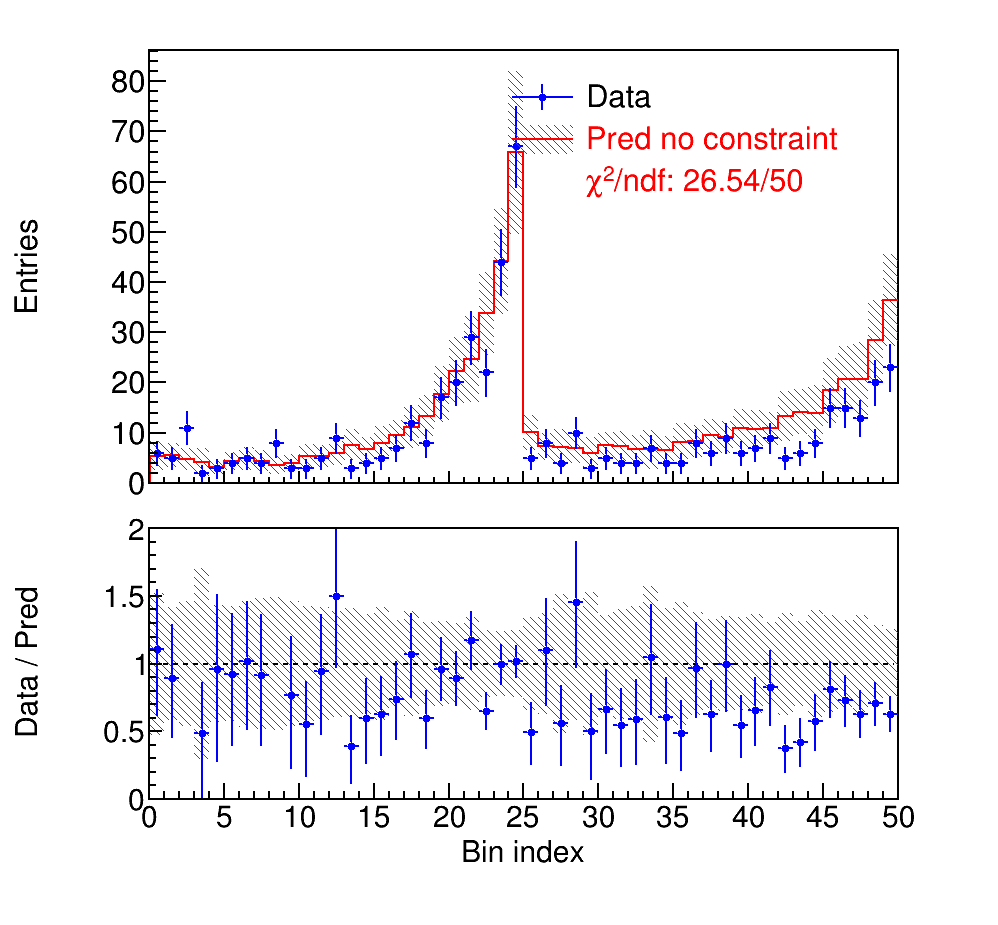 Entries
80
70
60
50
40
30
20
10
0
Data
Pred no constraint
χ²/ndf: 26.54/50
Data / Pred
2
1.5
1
0.5
0
0 5 10 15 20 25 30 35 40 45 50
Bin index